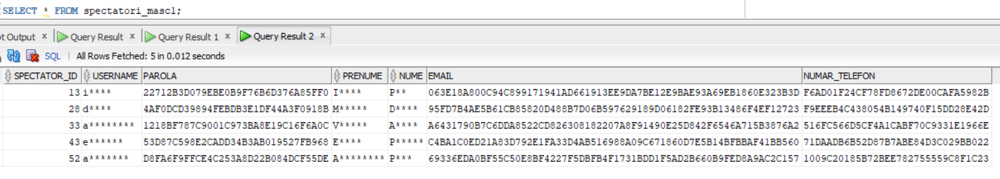 SELECT * FROM spectatori_mascl;
ot Output x Query Result x Query Result 1 x Query Result 2 x
SQL | All Rows Fetched: 5 in 0.012 seconds
SPECTATOR_ID USERNAME PAROLA PRENUME NUME EMAIL NUMAR_TELEFON
13 i**** 22712B3D079EBE0B9F76B6D376A85FF0 I**** P** 063E18A800C94C899171941AD661913EE9DA7BE12E9BAE93A69EB1860E323B3D F6AD01F24CF78FD8672DE00CAFA5982B
28 d**** 4AF0DCD39894FEBDB3E1DF44A3F0918B M***** D**** 95FD7B4AE5B61CB85820D488B7D06B597629189D06182FE93B13486F4EF12723 F9EEEB4C438054B149740F15DD28E42D
33 a******** 1218BF787C9001C973BA8E19C16F6A0C V***** A**** A6431790B7C6DDA8522CD826308182207A8F91490E25D842F6546A715B3876A2 516FC566D5CF4A1CABF70C9331E1966E
43 e****** 53D87C598E2CADD34B3AB019527FB968 E**** P***** C4BA1C0ED21A83D792E1FA33D4AB516988A09C671860D7E5B14BFBBAF41BB560 71DAADB6B52D87B7ABE84D3C029BB022
52 a******* D8FA6F9FFCE4C253A8D22B084DCF55DE A******** P*** 69336EDA0BF55C50E8BF4227F5DBFB4F1731BDD1F5AD2B660B9FED8A9AC2C157 1009C20185B72BEE782755559C8F1C23